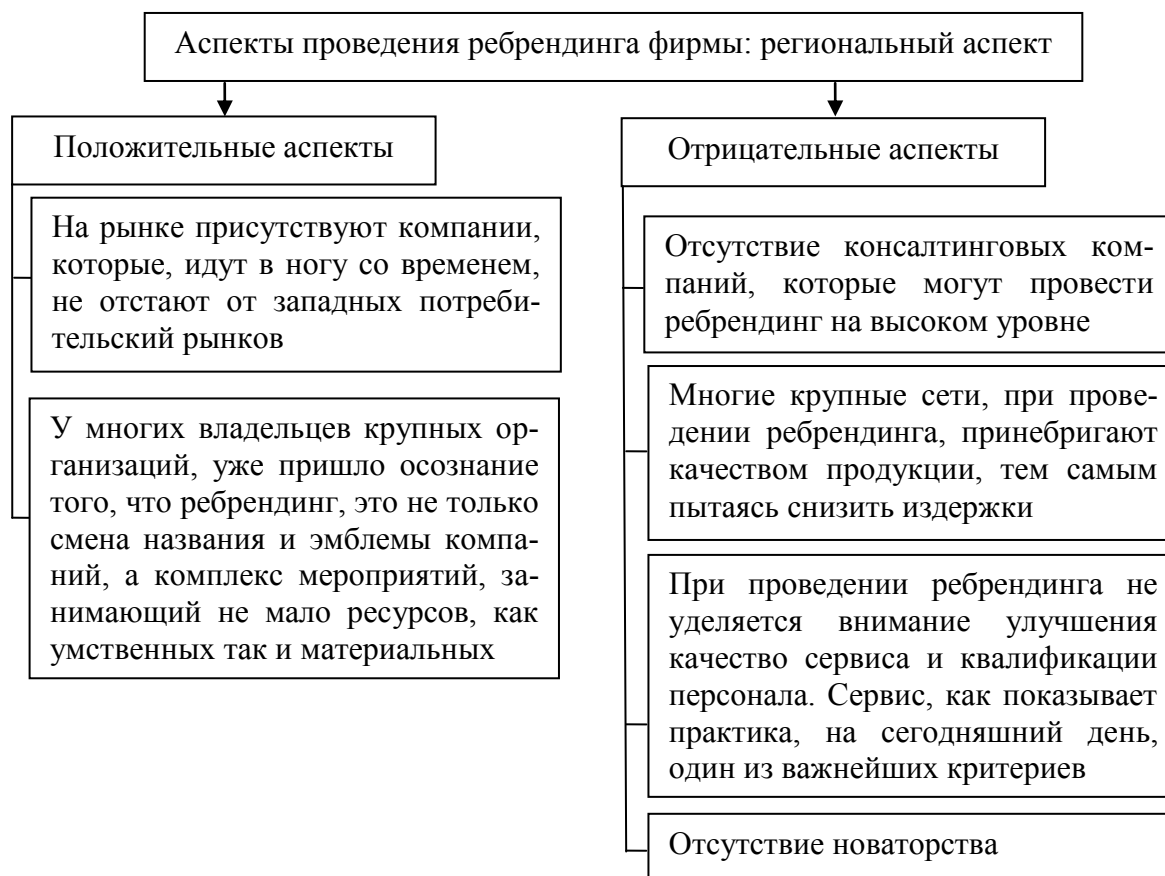 Аспекты проведения ребрендинга фирмы: региональный аспект
Положительные аспекты
На рынке присутствуют компании,
которые, идут в ногу со временем,
не отстают от западных потреби-
тельский рынков
У многих владельцев крупных ор-
ганизаций, уже пришло осознание
того, что ребрендинг, это не только
смена названия и эмблемы компа-
ний, а комплекс мероприятий, за-
нимающий не мало ресурсов, как
умственных так и материальных
Отрицательные аспекты
Отсутствие консалтинговых ком-
паний, которые могут провести
ребрендинг на высоком уровне
Многие крупные сети, при прове-
дении ребрендинга, принебригают
качеством продукции, тем самым
пытаясь снизить издержки
При проведении ребрендинга не
уделяется внимание улучшения
качество сервиса и квалификации
персонала. Сервис, как показывает
практика, на сегодняшний день,
один из важнейших критериев
Отсутствие новаторства